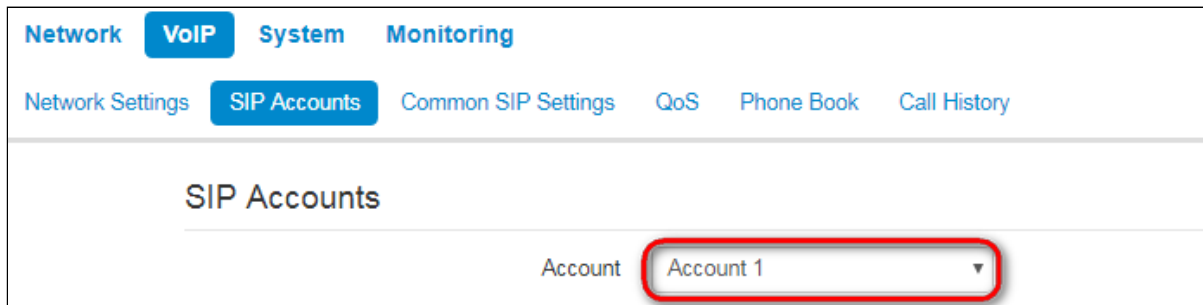 Network VoIP System Monitoring
Network Settings SIP Accounts Common SIP Settings QoS Phone Book Call History
SIP Accounts
Account Account 1